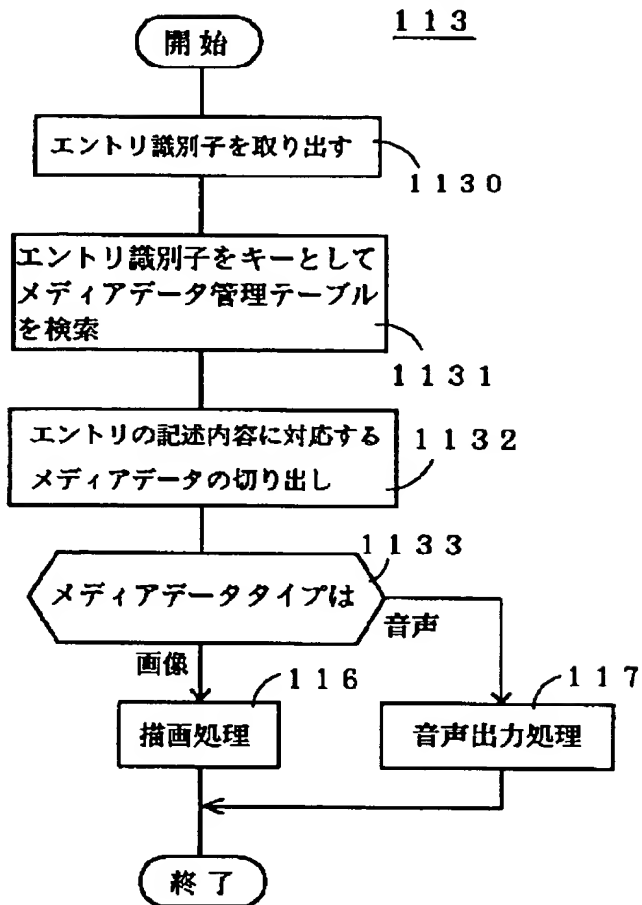 113
開始
エントリ識別子を取り出す
1130
エントリ識別子をキーとして
メディアデータ管理テーブル
を検索
1131
エントリの記述内容に対応する
メディアデータの切り出し
1132
1133
メディアデータタイプは
音声
画像
116
117
描画処理
音声出力処理
終了